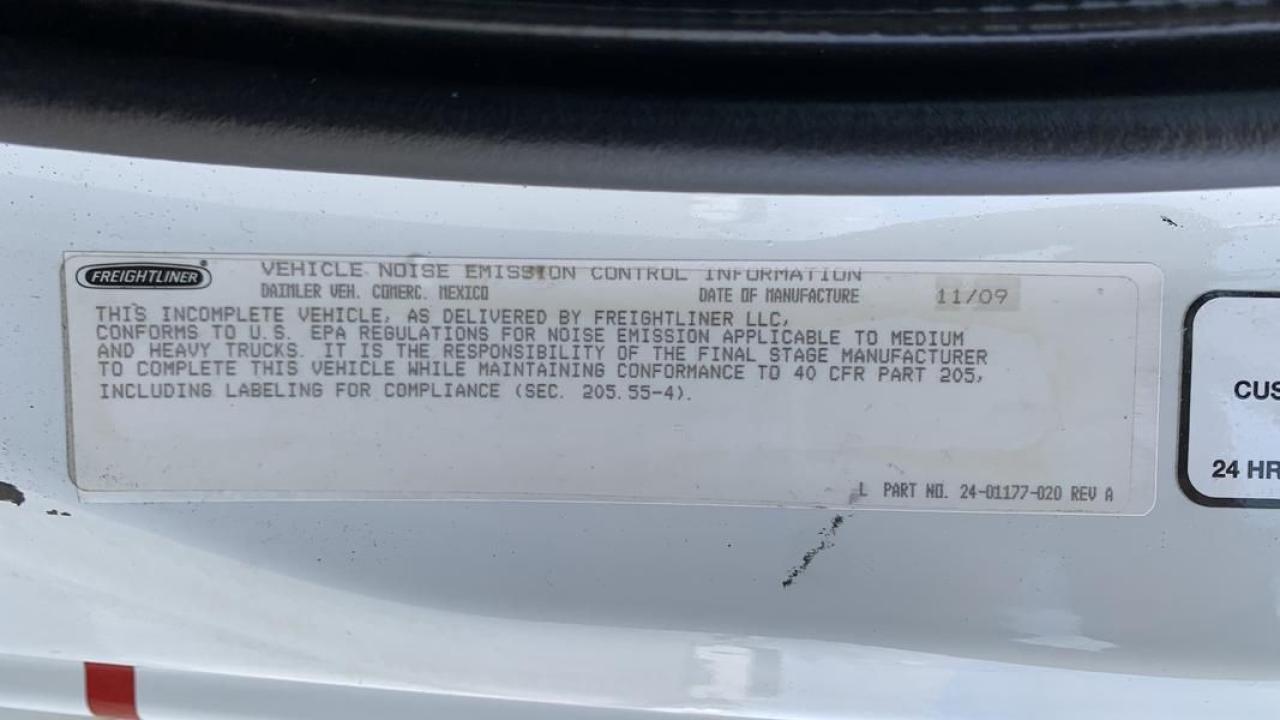 FREIGHTLINER
VEHICLE NOISE EMISSION CONTROL INFORMATION
DAIMLER VEH. COMERC. MEXICO DATE OF MANUFACTURE 11/09
THIS INCOMPLETE VEHICLE, AS DELIVERED BY FREIGHTLINER LLC,
CONFORMS TO U.S. EPA REGULATIONS FOR NOISE EMISSION APPLICABLE TO MEDIUM
AND HEAVY TRUCKS. IT IS THE RESPONSIBILITY OF THE FINAL STAGE MANUFACTURER
TO COMPLETE THIS VEHICLE WHILE MAINTAINING CONFORMANCE TO 40 CFR PART 205,
INCLUDING LABELING FOR COMPLIANCE (SEC. 205.55-4).
L PART NO. 24-01177-020 REV A
CUS
24 HR